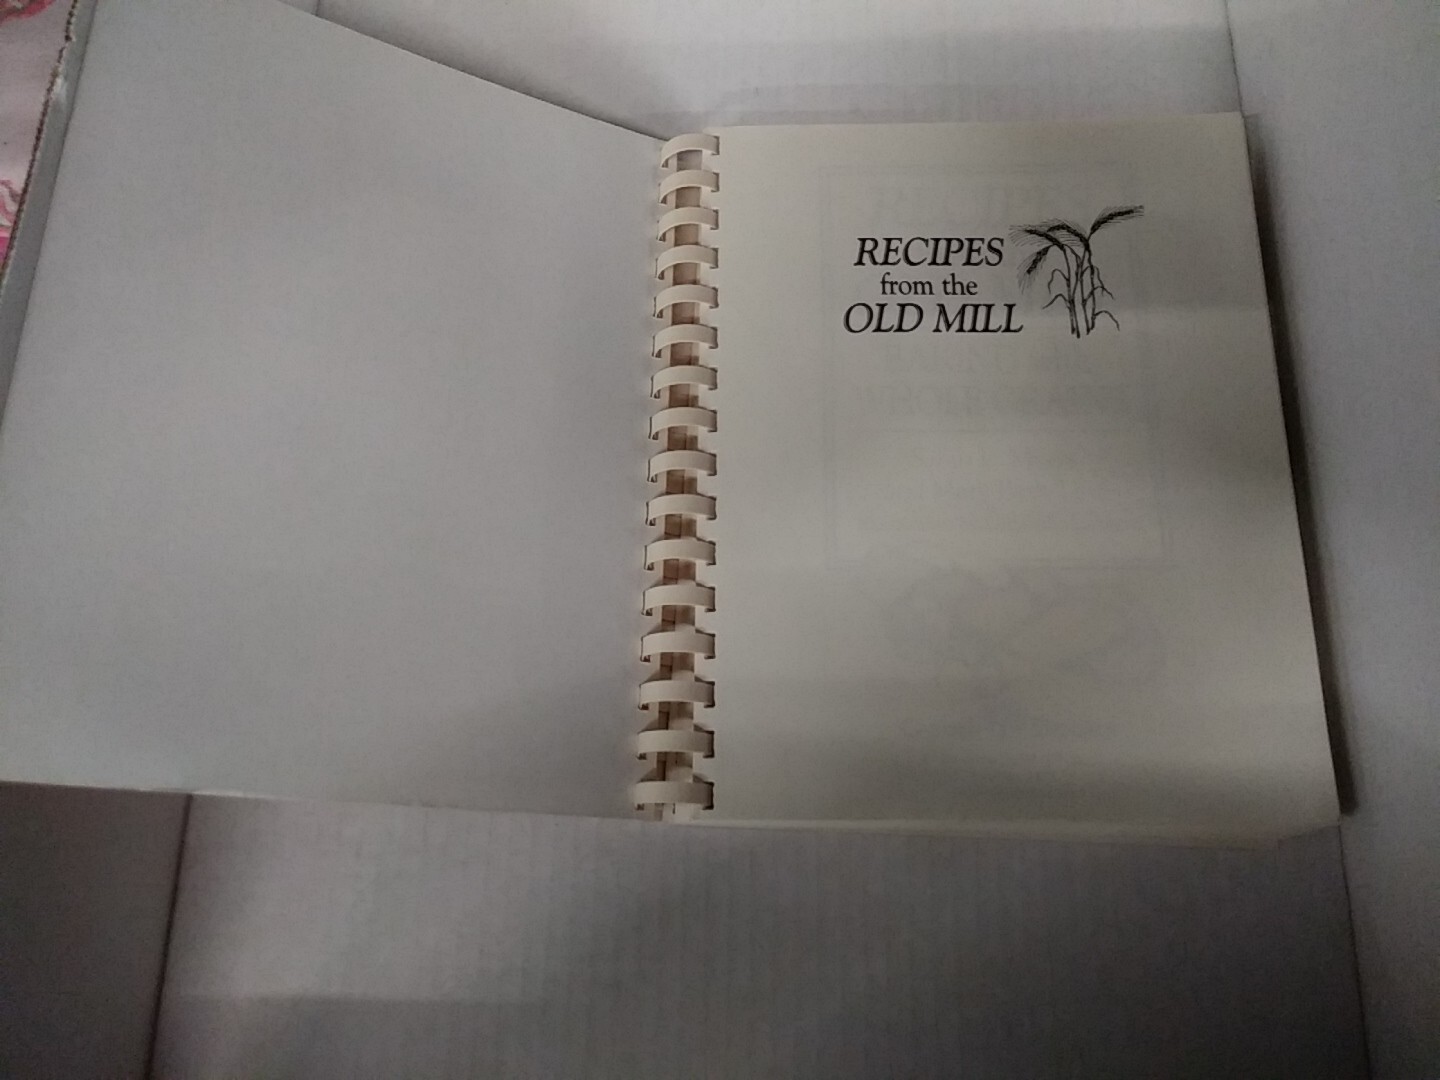 RECIPES
from the
OLD MILL